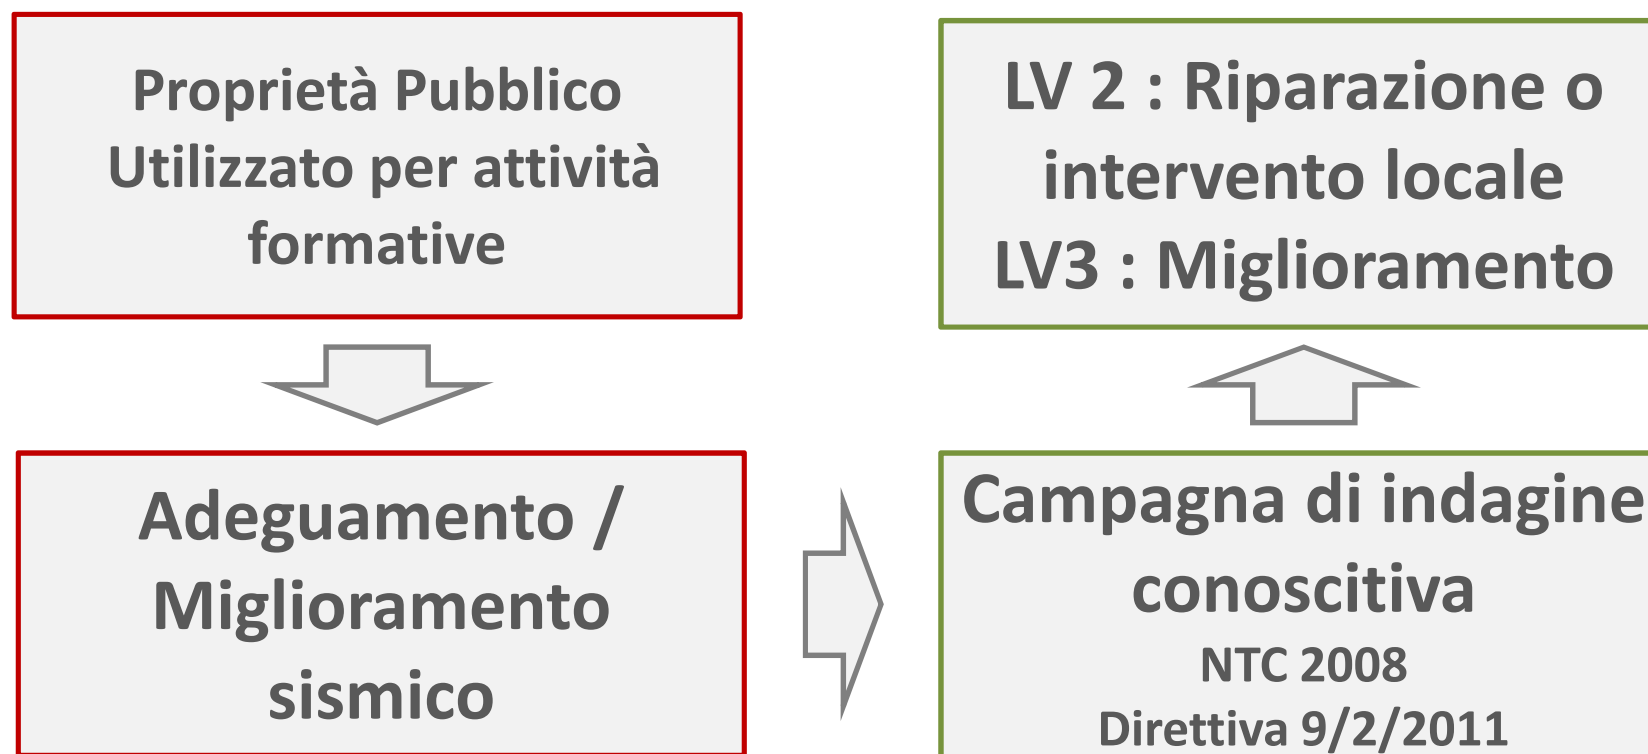 Proprietà Pubblico
Utilizzato per attività
formative
Adeguamento /
Miglioramento
sismico
Campagna di indagine
conoscitiva
NTC 2008
Direttiva 9/2/2011
LV 2 : Riparazione o
intervento locale
LV3 : Miglioramento